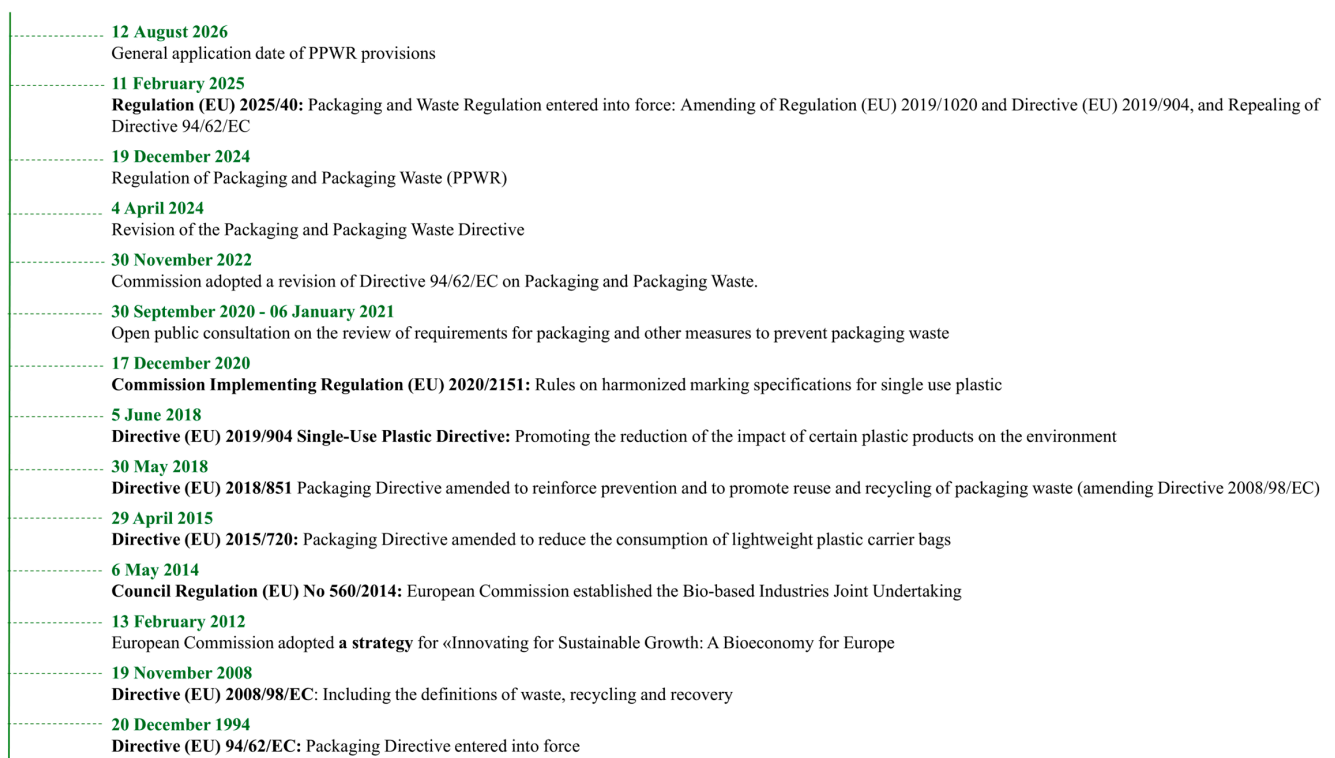 12 August 2026
General application date of PPWR provisions
11 February 2025
Regulation (EU) 2025/40: Packaging and Waste Regulation entered into force: Amending of Regulation (EU) 2019/1020 and Directive (EU) 2019/904, and Repealing of
Directive 94/62/EC
19 December 2024
Regulation of Packaging and Packaging Waste (PPWR)
4 April 2024
Revision of the Packaging and Packaging Waste Directive
30 November 2022
Commission adopted a revision of Directive 94/62/EC on Packaging and Packaging Waste.
30 September 2020 - 06 January 2021
Open public consultation on the review of requirements for packaging and other measures to prevent packaging waste
17 December 2020
Commission Implementing Regulation (EU) 2020/2151: Rules on harmonized marking specifications for single use plastic
5 June 2018
Directive (EU) 2019/904 Single-Use Plastic Directive: Promoting the reduction of the impact of certain plastic products on the environment
30 May 2018
Directive (EU) 2018/851 Packaging Directive amended to reinforce prevention and to promote reuse and recycling of packaging waste (amending Directive 2008/98/EC)
29 April 2015
Directive (EU) 2015/720: Packaging Directive amended to reduce the consumption of lightweight plastic carrier bags
6 May 2014
Council Regulation (EU) No 560/2014: European Commission established the Bio-based Industries Joint Undertaking
13 February 2012
European Commission adopted a strategy for «Innovating for Sustainable Growth: A Bioeconomy for Europe
19 November 2008
Directive (EU) 2008/98/EC: Including the definitions of waste, recycling and recovery
20 December 1994
Directive (EU) 94/62/EC: Packaging Directive entered into force